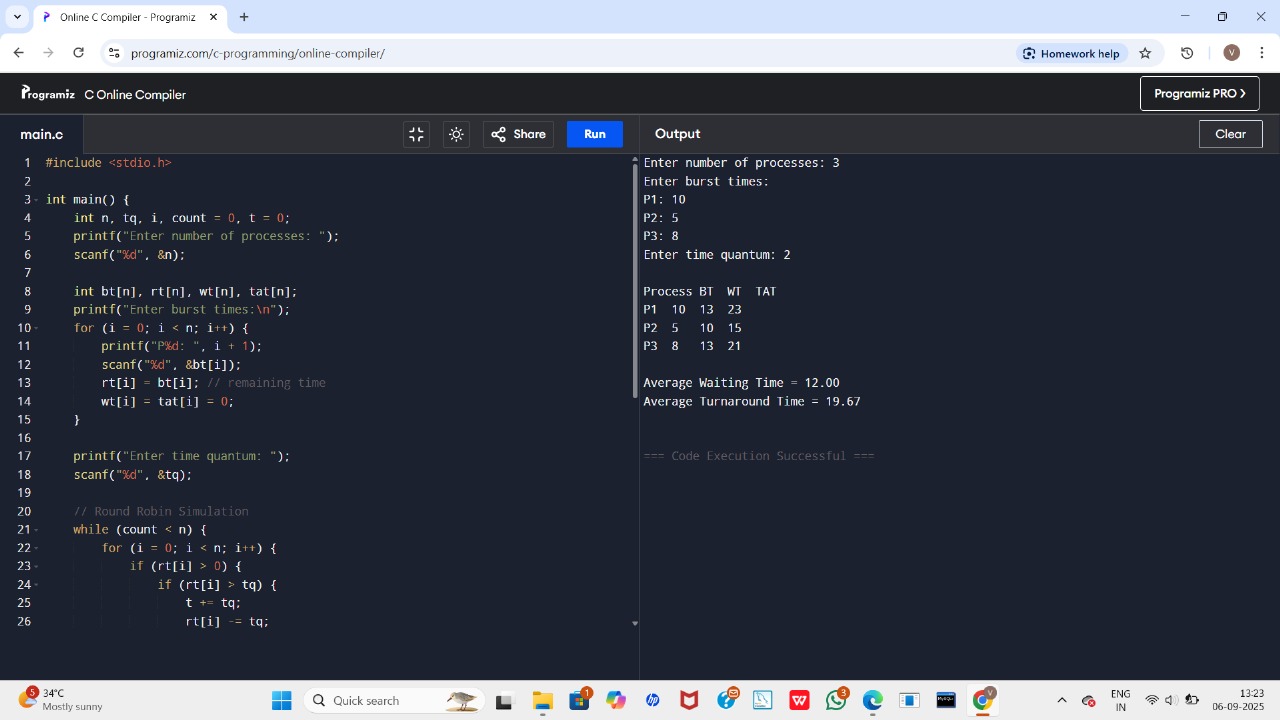 Online C Compiler - Programiz
programiz.com/c-programming/online-compiler/
Homework help
V
Programiz C Online Compiler
Programiz PRO >
main.c
Share
Run
Output
Clear
1 #include <stdio.h>
2
3 int main() {
4 int n, tq, i, count = 0, t = 0;
5 printf("Enter number of processes: ");
6 scanf("%d", &n);
7
8 int bt[n], rt[n], wt[n], tat[n];
9 printf("Enter burst times:\n");
10 for (i = 0; i < n; i++) {
11 printf("P%d: ", i + 1);
12 scanf("%d", &bt[i]);
13 rt[i] = bt[i]; // remaining time
14 wt[i] = tat[i] = 0;
15 }
16
17 printf("Enter time quantum: ");
18 scanf("%d", &tq);
19
20 // Round Robin Simulation
21 while (count < n) {
22 for (i = 0; i < n; i++) {
23 if (rt[i] > 0) {
24 if (rt[i] > tq) {
25 t += tq;
26 rt[i] -= tq;
Enter number of processes: 3
Enter burst times:
P1: 10
P2: 5
P3: 8
Enter time quantum: 2
Process BT WT TAT
P1 10 13 23
P2 5 10 15
P3 8 13 21
Average Waiting Time = 12.00
Average Turnaround Time = 19.67
=== Code Execution Successful ===
5
34°C
Mostly sunny
Quick search
1
hp
W
3
V
ENG
IN
13:23
06-09-2025